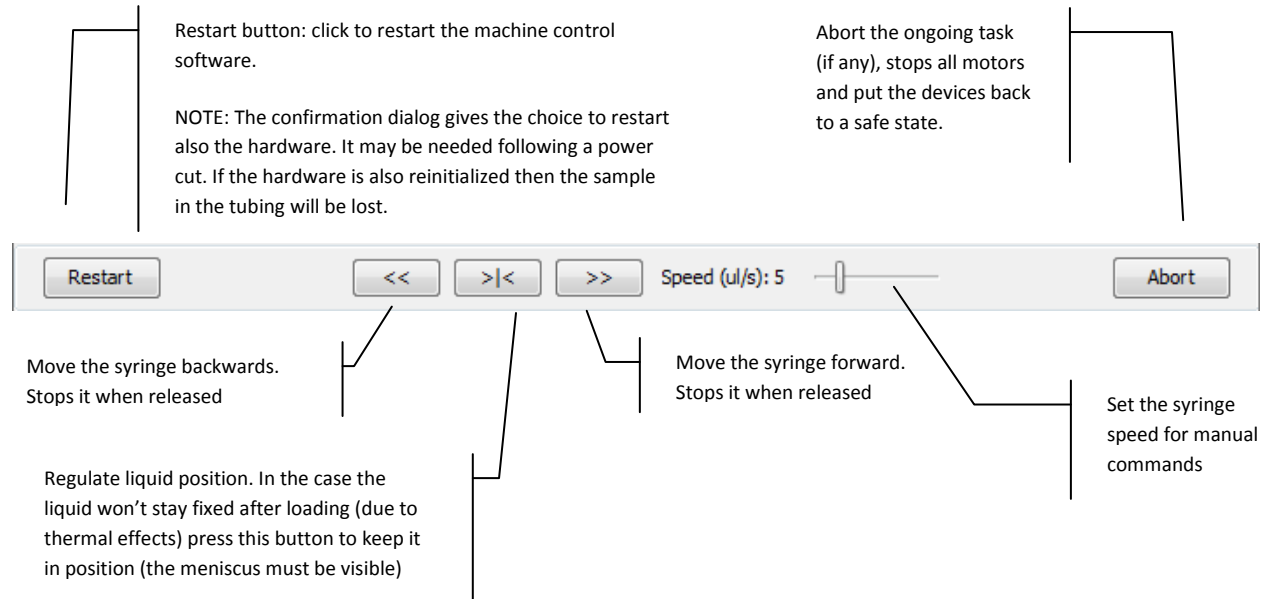 Restart button: click to restart the machine control
software.
NOTE: The confirmation dialog gives the choice to restart
also the hardware. It may be needed following a power
cut. If the hardware is also reinitialized then the sample
in the tubing will be lost.
Abort the ongoing task
(if any), stops all motors
and put the devices back
to a safe state.
Restart
<<
>|<
>>
Speed (ul/s): 5
Abort
Move the syringe backwards.
Stops it when released
Move the syringe forward.
Stops it when released
Set the syringe
speed for manual
commands
Regulate liquid position. In the case the
liquid won’t stay fixed after loading (due to
thermal effects) press this button to keep it
in position (the meniscus must be visible)